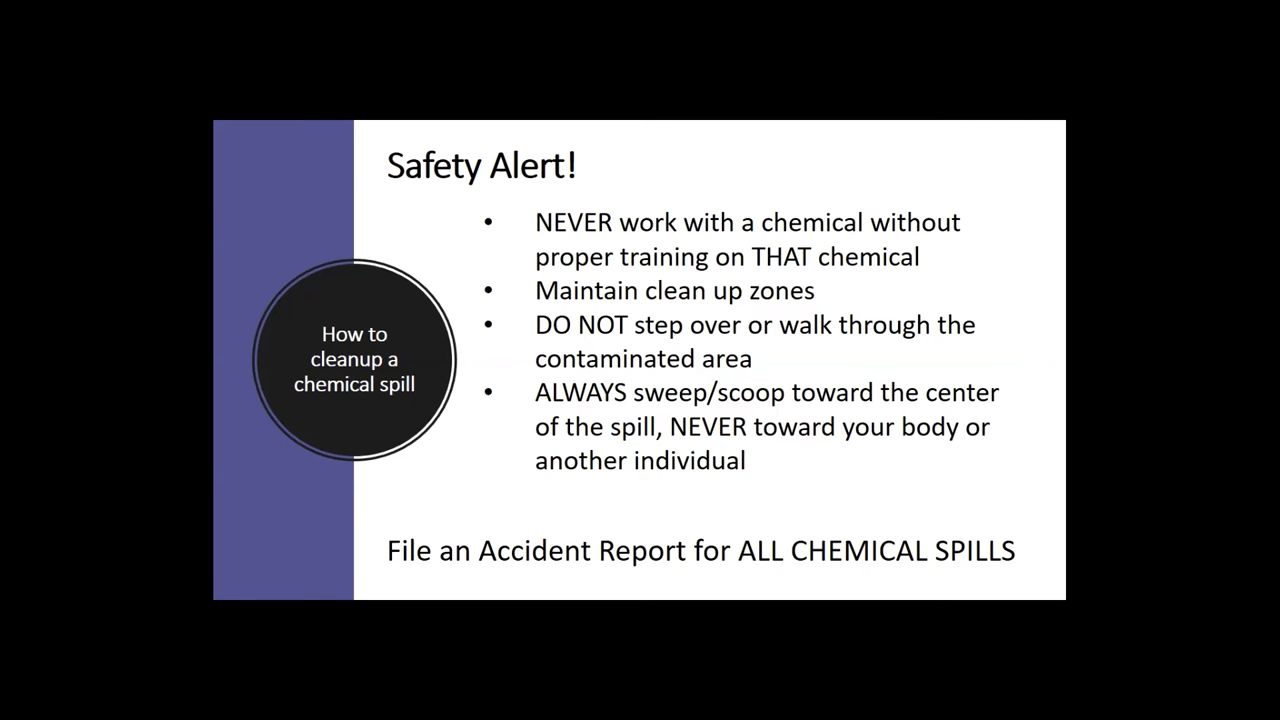 Safety Alert!
• NEVER work with a chemical without
proper training on THAT chemical
• Maintain clean up zones
• DO NOT step over or walk through the
contaminated area
• ALWAYS sweep/scoop toward the center
of the spill, NEVER toward your body or
another individual
How to
cleanup a
chemical spill
File an Accident Report for ALL CHEMICAL SPILLS